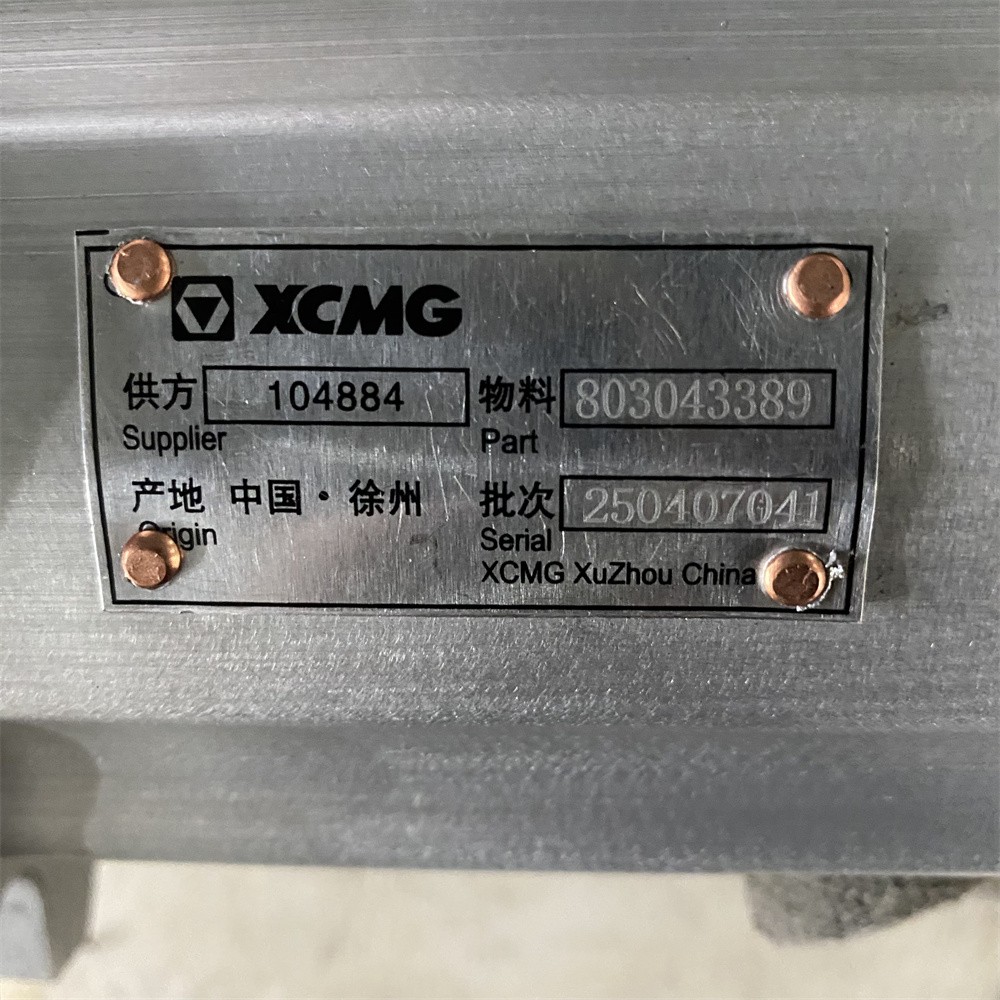 XCMG
供方 104884 物料 803043389
Supplier Part
产地 中国·徐州 批次 250407041
Origin Serial
XCMG XuZhou China